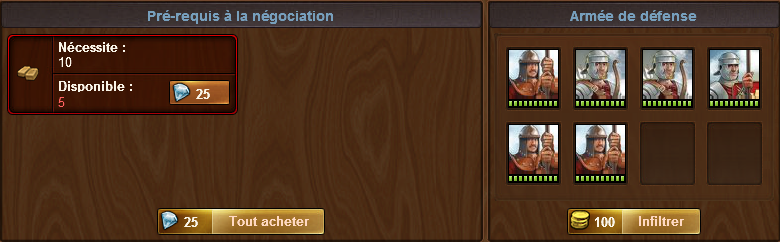 Pré-requis à la négociation
Nécessite :
10
Disponible :
5
25
25
Tout acheter
Armée de défense
100
Infiltrer